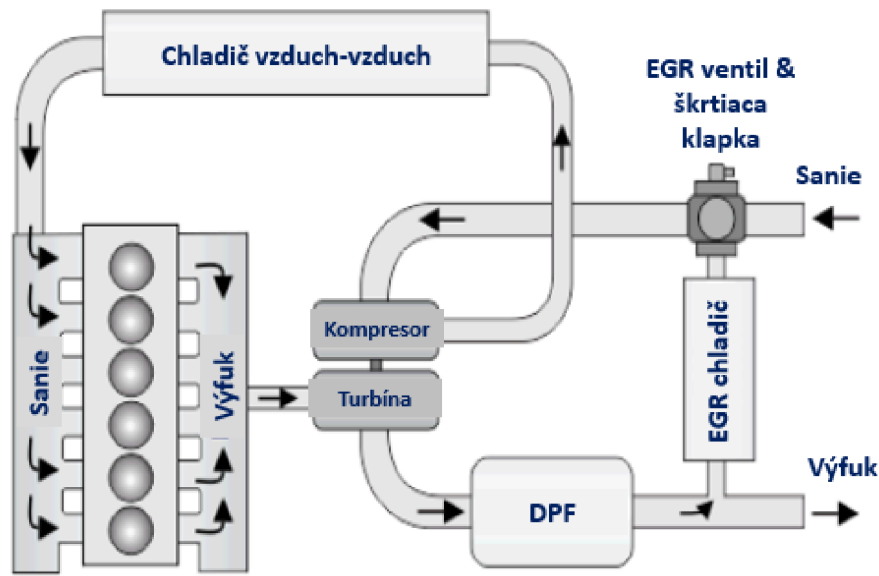 Chladič vzduch-vzduch
EGR ventil &
škrtiaca
klapka
Sanie
Kompresor
Turbína
Sanie
Výfuk
EGR chladič
DPF
Výfuk